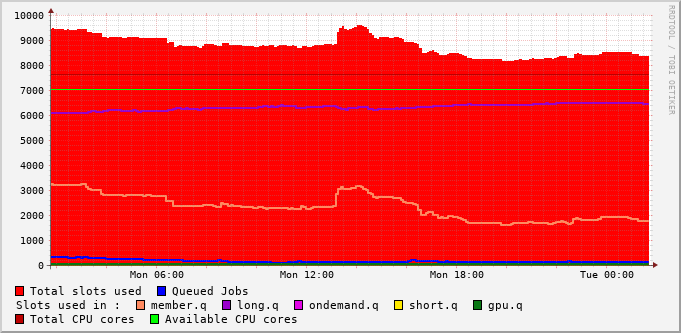 10000
9000
8000
7000
6000
5000
4000
3000
2000
1000
0
Mon 06:00 Mon 12:00 Mon 18:00 Tue 00:00
Total slots used Queued Jobs
Slots used in : member.q long.q ondemand.q short.q gpu.q
Total CPU cores Available CPU cores
RRDTOOL / TOBI OETIKER